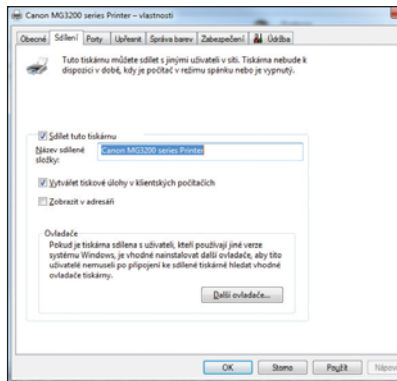 Canon MG3200 series Printer – vlastnosti
Obecné Sdílení Porty Upřesnit Správa barev Zabezpečení Údržba
Tuto tiskárnu můžete sdílet s jinými uživateli v síti. Tiskárna nebude k
dispozici v době, kdy je počítač v režimu spánku nebo je vypnutý.
Sdílet tuto tiskárnu
Název sdílené
složky:
Canon MG3200 series Printer
Vytvářet tiskové úlohy v klientských počítačích
Zobrazit v adresáři
Ovladače
Pokud je tiskárna sdílena s uživateli, kteří používají jiné verze
systému Windows, je vhodné nainstalovat další ovladače, aby tito
uživatelé nemuseli po připojení ke sdílené tiskárně hledat vhodné
ovladače tiskárny.
Další ovladače...
OK Storno Použít Nápov